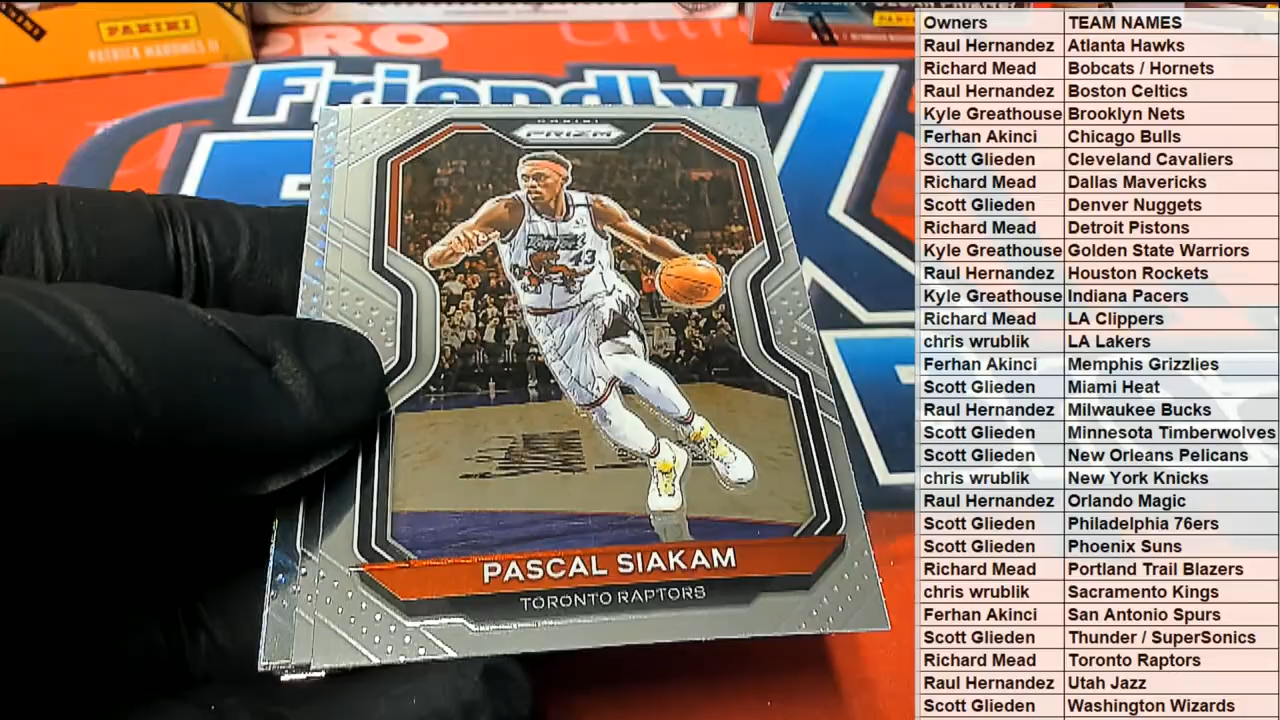 PANINI
PATRICK MAHOMES II
PRO
PANINI
Friendly
PANINI
PRIZM
43
PASCAL SIAKAM
TORONTO RAPTORS
Owners TEAM NAMES
Raul Hernandez Atlanta Hawks
Richard Mead Bobcats / Hornets
Raul Hernandez Boston Celtics
Kyle Greathouse Brooklyn Nets
Ferhan Akinci Chicago Bulls
Scott Glieden Cleveland Cavaliers
Richard Mead Dallas Mavericks
Scott Glieden Denver Nuggets
Richard Mead Detroit Pistons
Kyle Greathouse Golden State Warriors
Raul Hernandez Houston Rockets
Kyle Greathouse Indiana Pacers
Richard Mead LA Clippers
chris wrublik LA Lakers
Ferhan Akinci Memphis Grizzlies
Scott Glieden Miami Heat
Raul Hernandez Milwaukee Bucks
Scott Glieden Minnesota Timberwolves
Scott Glieden New Orleans Pelicans
chris wrublik New York Knicks
Raul Hernandez Orlando Magic
Scott Glieden Philadelphia 76ers
Scott Glieden Phoenix Suns
Richard Mead Portland Trail Blazers
chris wrublik Sacramento Kings
Ferhan Akinci San Antonio Spurs
Scott Glieden Thunder / SuperSonics
Richard Mead Toronto Raptors
Raul Hernandez Utah Jazz
Scott Glieden Washington Wizards